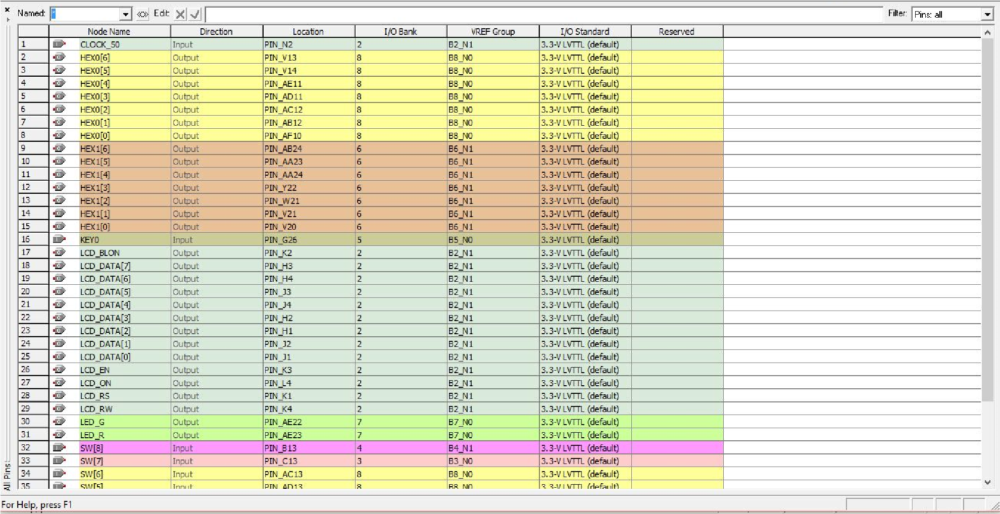 Named: * Edit: Filter: Pins: all
Node Name Direction Location I/O Bank VREF Group I/O Standard Reserved
1 CLOCK_50 Input PIN_N2 2 B2_N1 3.3-V LVTTL (default)
2 HEX0[6] Output PIN_V13 8 B8_N0 3.3-V LVTTL (default)
3 HEX0[5] Output PIN_V14 8 B8_N0 3.3-V LVTTL (default)
4 HEX0[4] Output PIN_AE11 8 B8_N0 3.3-V LVTTL (default)
5 HEX0[3] Output PIN_AD11 8 B8_N0 3.3-V LVTTL (default)
6 HEX0[2] Output PIN_AC12 8 B8_N0 3.3-V LVTTL (default)
7 HEX0[1] Output PIN_AB12 8 B8_N0 3.3-V LVTTL (default)
8 HEX0[0] Output PIN_AF10 8 B8_N0 3.3-V LVTTL (default)
9 HEX1[6] Output PIN_AB24 6 B6_N1 3.3-V LVTTL (default)
10 HEX1[5] Output PIN_AA23 6 B6_N1 3.3-V LVTTL (default)
11 HEX1[4] Output PIN_AA24 6 B6_N1 3.3-V LVTTL (default)
12 HEX1[3] Output PIN_Y22 6 B6_N1 3.3-V LVTTL (default)
13 HEX1[2] Output PIN_W21 6 B6_N1 3.3-V LVTTL (default)
14 HEX1[1] Output PIN_V21 6 B6_N1 3.3-V LVTTL (default)
15 HEX1[0] Output PIN_V20 6 B6_N1 3.3-V LVTTL (default)
16 KEY0 Input PIN_G26 5 B5_N0 3.3-V LVTTL (default)
17 LCD_BLON Output PIN_K2 2 B2_N1 3.3-V LVTTL (default)
18 LCD_DATA[7] Output PIN_H3 2 B2_N1 3.3-V LVTTL (default)
19 LCD_DATA[6] Output PIN_H4 2 B2_N1 3.3-V LVTTL (default)
20 LCD_DATA[5] Output PIN_J3 2 B2_N1 3.3-V LVTTL (default)
21 LCD_DATA[4] Output PIN_J4 2 B2_N1 3.3-V LVTTL (default)
22 LCD_DATA[3] Output PIN_H2 2 B2_N1 3.3-V LVTTL (default)
23 LCD_DATA[2] Output PIN_H1 2 B2_N1 3.3-V LVTTL (default)
24 LCD_DATA[1] Output PIN_J2 2 B2_N1 3.3-V LVTTL (default)
25 LCD_DATA[0] Output PIN_J1 2 B2_N1 3.3-V LVTTL (default)
26 LCD_EN Output PIN_K3 2 B2_N1 3.3-V LVTTL (default)
27 LCD_ON Output PIN_L4 2 B2_N1 3.3-V LVTTL (default)
28 LCD_RS Output PIN_K1 2 B2_N1 3.3-V LVTTL (default)
29 LCD_RW Output PIN_K4 2 B2_N1 3.3-V LVTTL (default)
30 LED_G Output PIN_AE22 7 B7_N0 3.3-V LVTTL (default)
31 LED_R Output PIN_AE23 7 B7_N0 3.3-V LVTTL (default)
32 SW[8] Input PIN_B13 4 B4_N1 3.3-V LVTTL (default)
33 SW[7] Input PIN_C13 3 B3_N0 3.3-V LVTTL (default)
34 SW[6] Input PIN_AC13 8 B8_N0 3.3-V LVTTL (default)
35 SW[5] Input PIN_AD13 8 B8_N0 3.3-V LVTTL (default)
All Pins
For Help, press F1